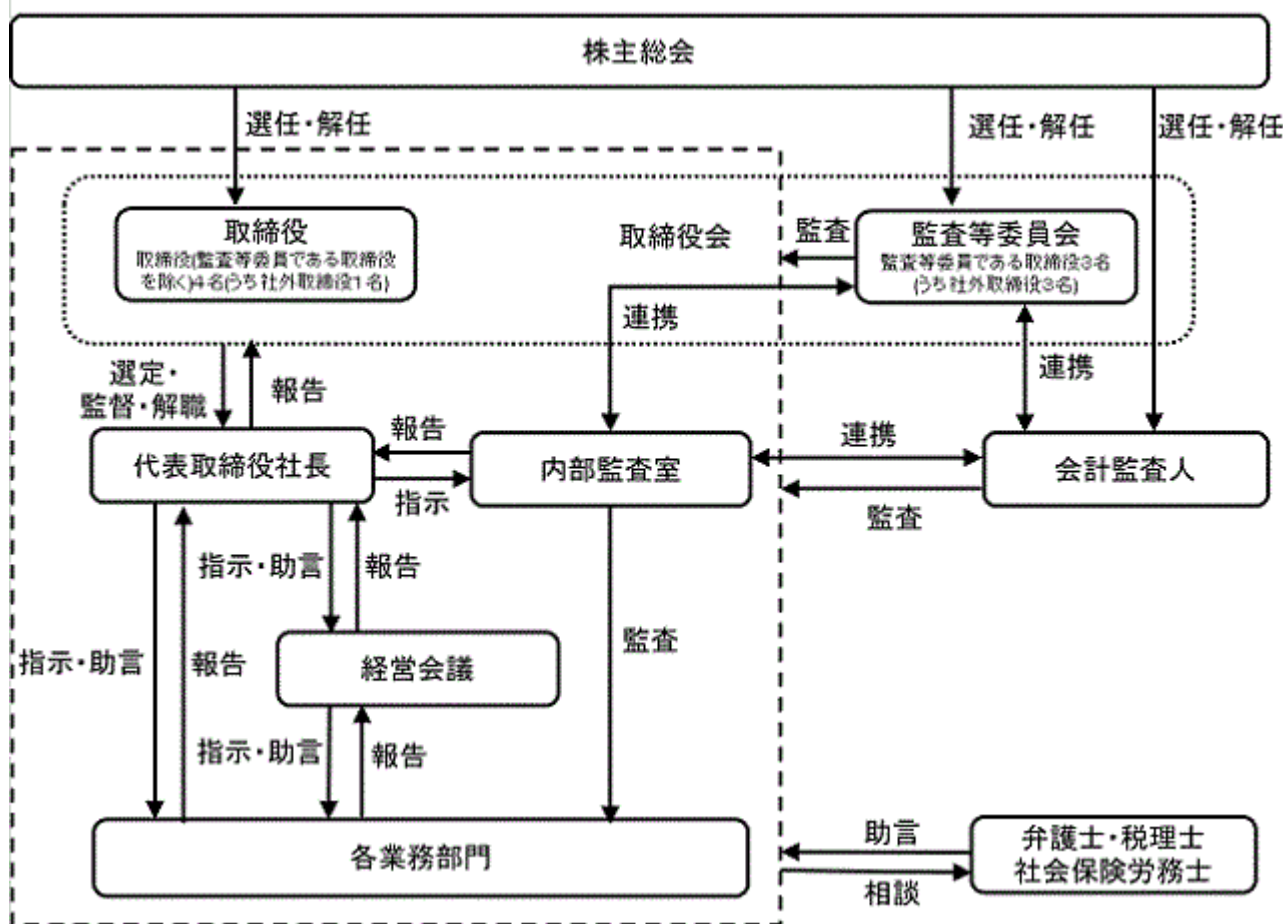 株主総会
選任・解任
選任・解任
選任・解任
取締役
取締役(監査等委員である取締役
を除く)4名(うち社外取締役1名)
取締役会
監査
監査等委員会
監査等委員である取締役3名
(うち社外取締役3名)
連携
連携
選定・
監督・解職
報告
代表取締役社長
報告
指示
内部監査室
連携
監査
会計監査人
指示・助言
報告
指示・助言
報告
経営会議
監査
指示・助言
報告
各業務部門
助言
相談
弁護士・税理士
社会保険労務士